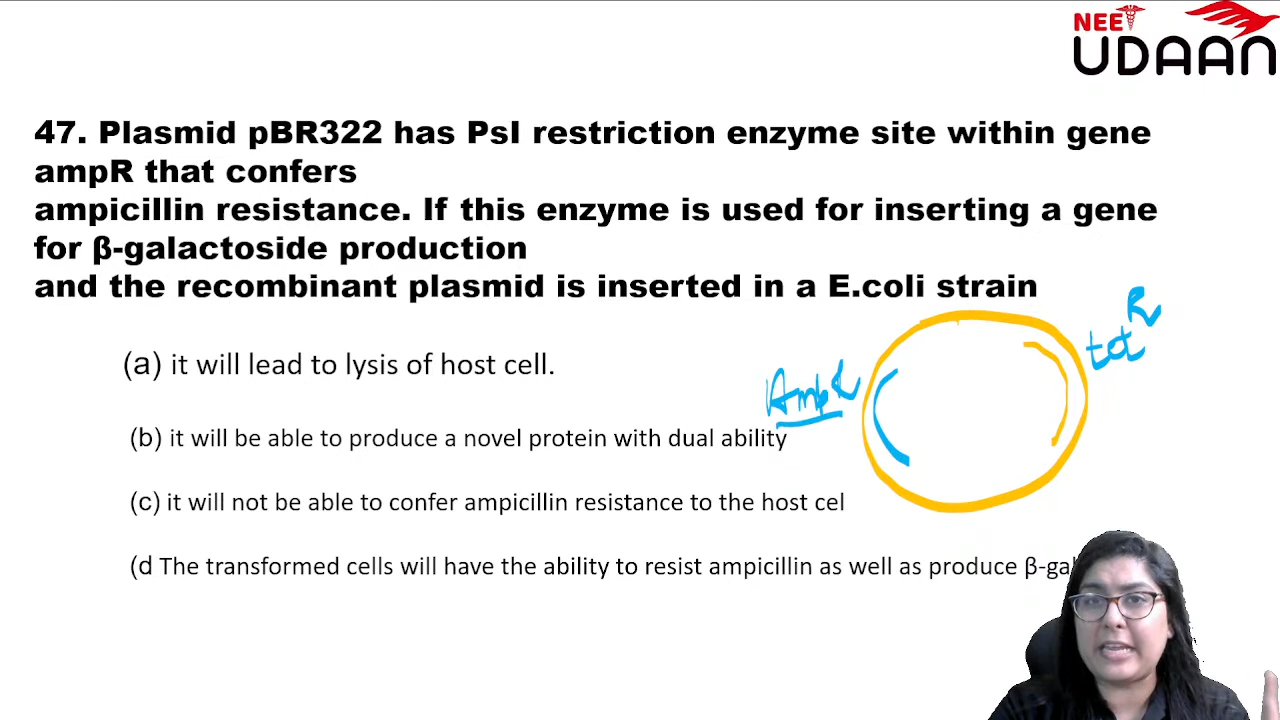 NEET
UDAAN
47. Plasmid pBR322 has PsI restriction enzyme site within gene
ampR that confers
ampicillin resistance. If this enzyme is used for inserting a gene
for β-galactoside production
and the recombinant plasmid is inserted in a E.coli strain
(a) it will lead to lysis of host cell.
(b) it will be able to produce a novel protein with dual ability
(c) it will not be able to confer ampicillin resistance to the host cel
(d The transformed cells will have the ability to resist ampicillin as well as produce β-ga
AmpR
tetR